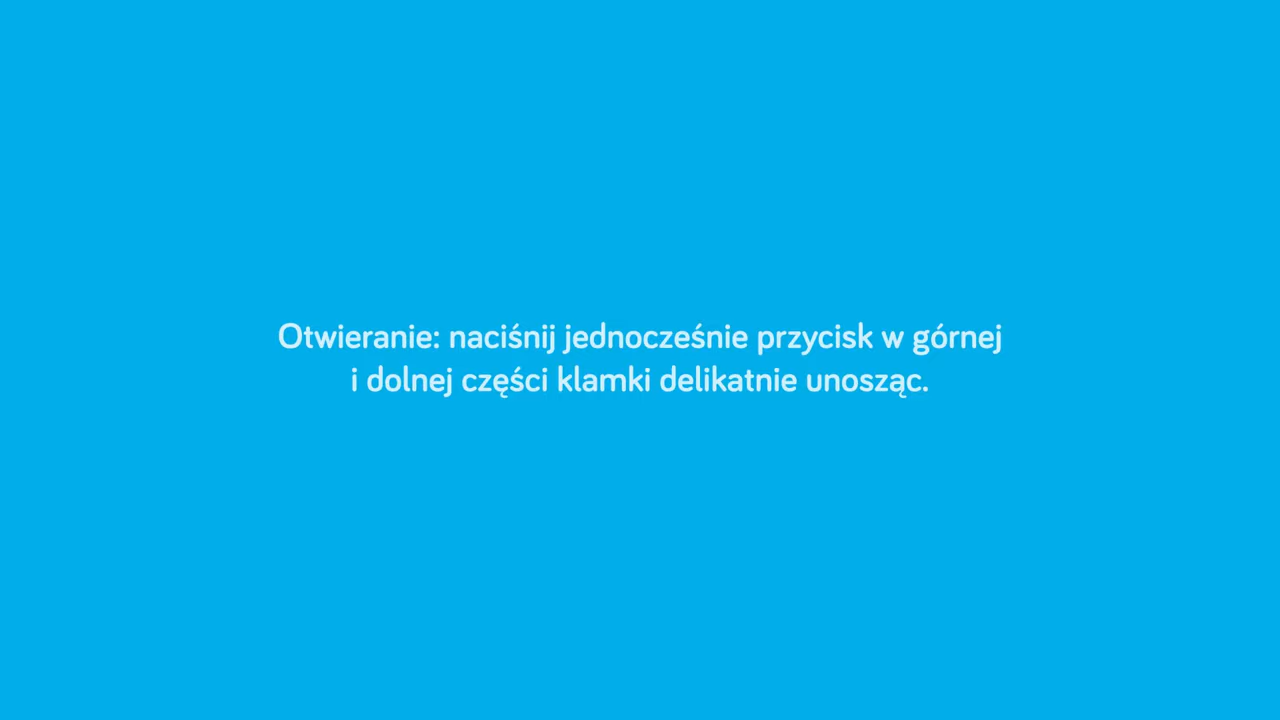 Otwieranie: naciśnij jednocześnie przycisk w górnej
i dolnej części klamki delikatnie unosząc.